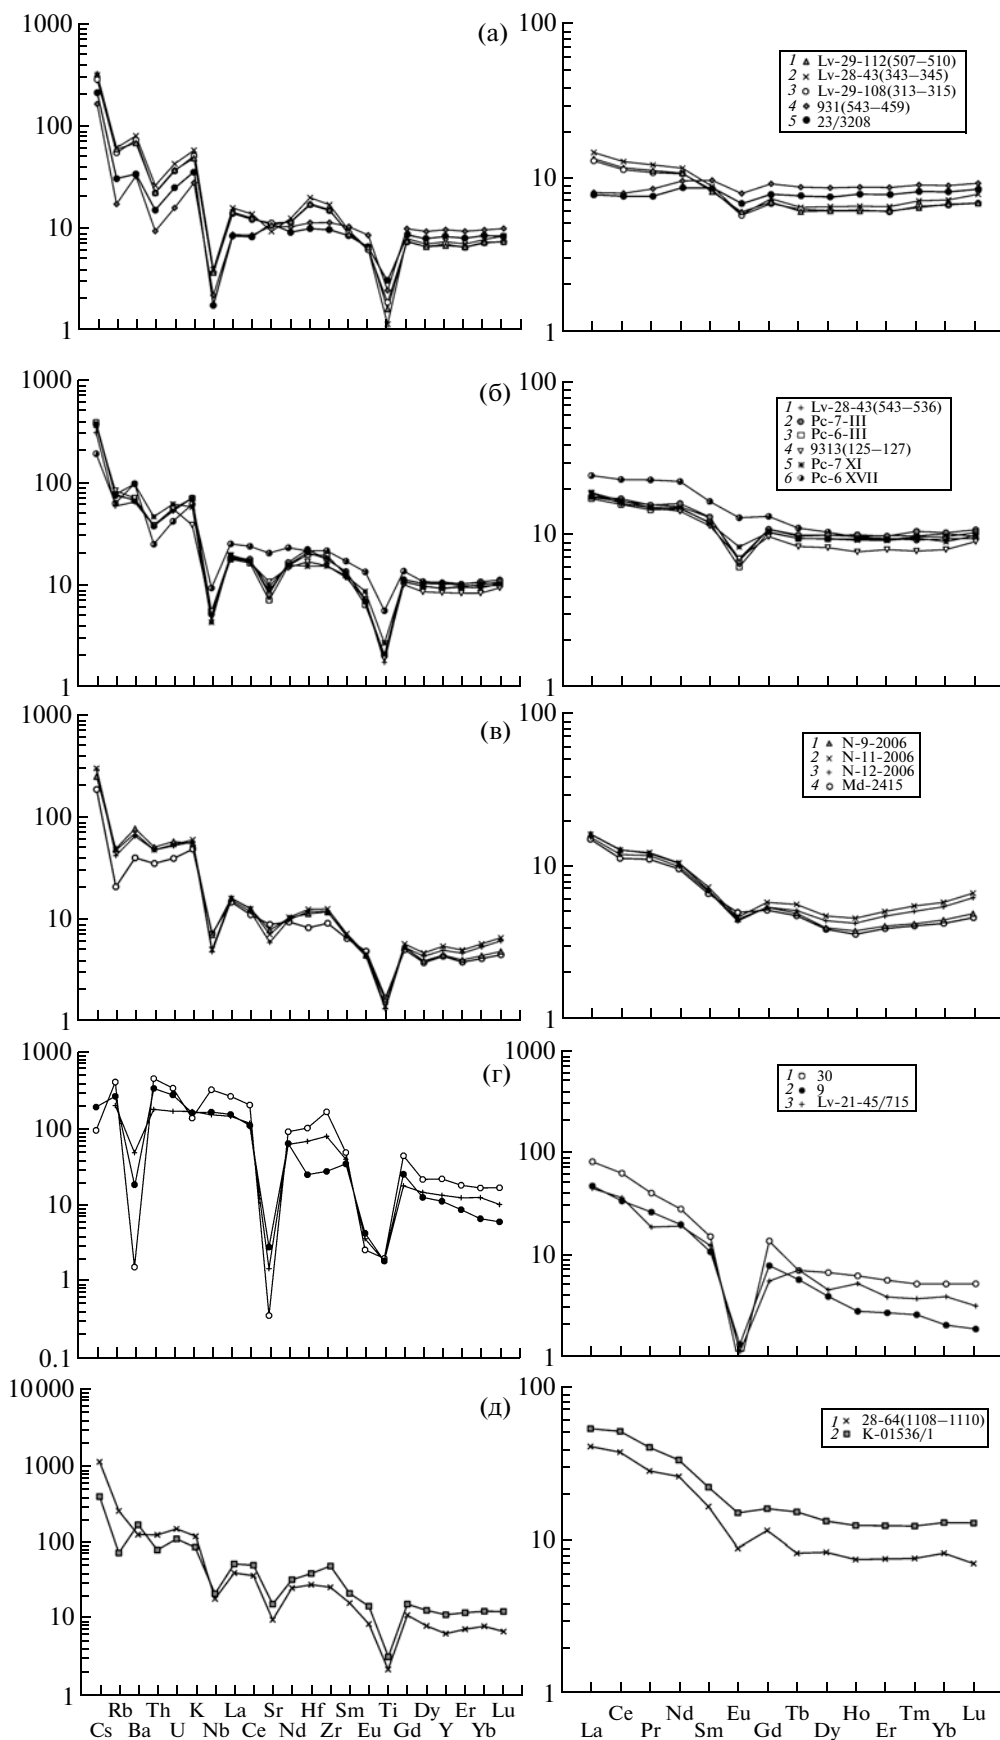 1000
100
10
1
(а)
100
10
1
1 Lv-29-112(507–510)
2 Lv-28-43(343–345)
3 Lv-29-108(313–315)
4 931(543–459)
5 23/3208
1000
100
10
1
(б)
100
10
1
1 Lv-28-43(543–536)
2 Pc-7-III
3 Pc-6-III
4 9313(125–127)
5 Pc-7 XI
6 Pc-6 XVII
1000
100
10
1
(в)
100
10
1
1 N-9-2006
2 N-11-2006
3 N-12-2006
4 Md-2415
1000
100
10
1
0.1
(г)
1000
100
10
1
1 30
2 9
3 Lv-21-45/715
10 000
1000
100
10
1
(д)
100
10
1
1 28-64(1108–1110)
2 K-01536/1
Rb Th K La Sr Hf Sm Ti Dy Er Lu
Cs Ba U Nb Ce Nd Zr Eu Gd Y Yb
Ce Nd Eu Tb Ho Tm Lu
La Pr Sm Gd Dy Er Yb